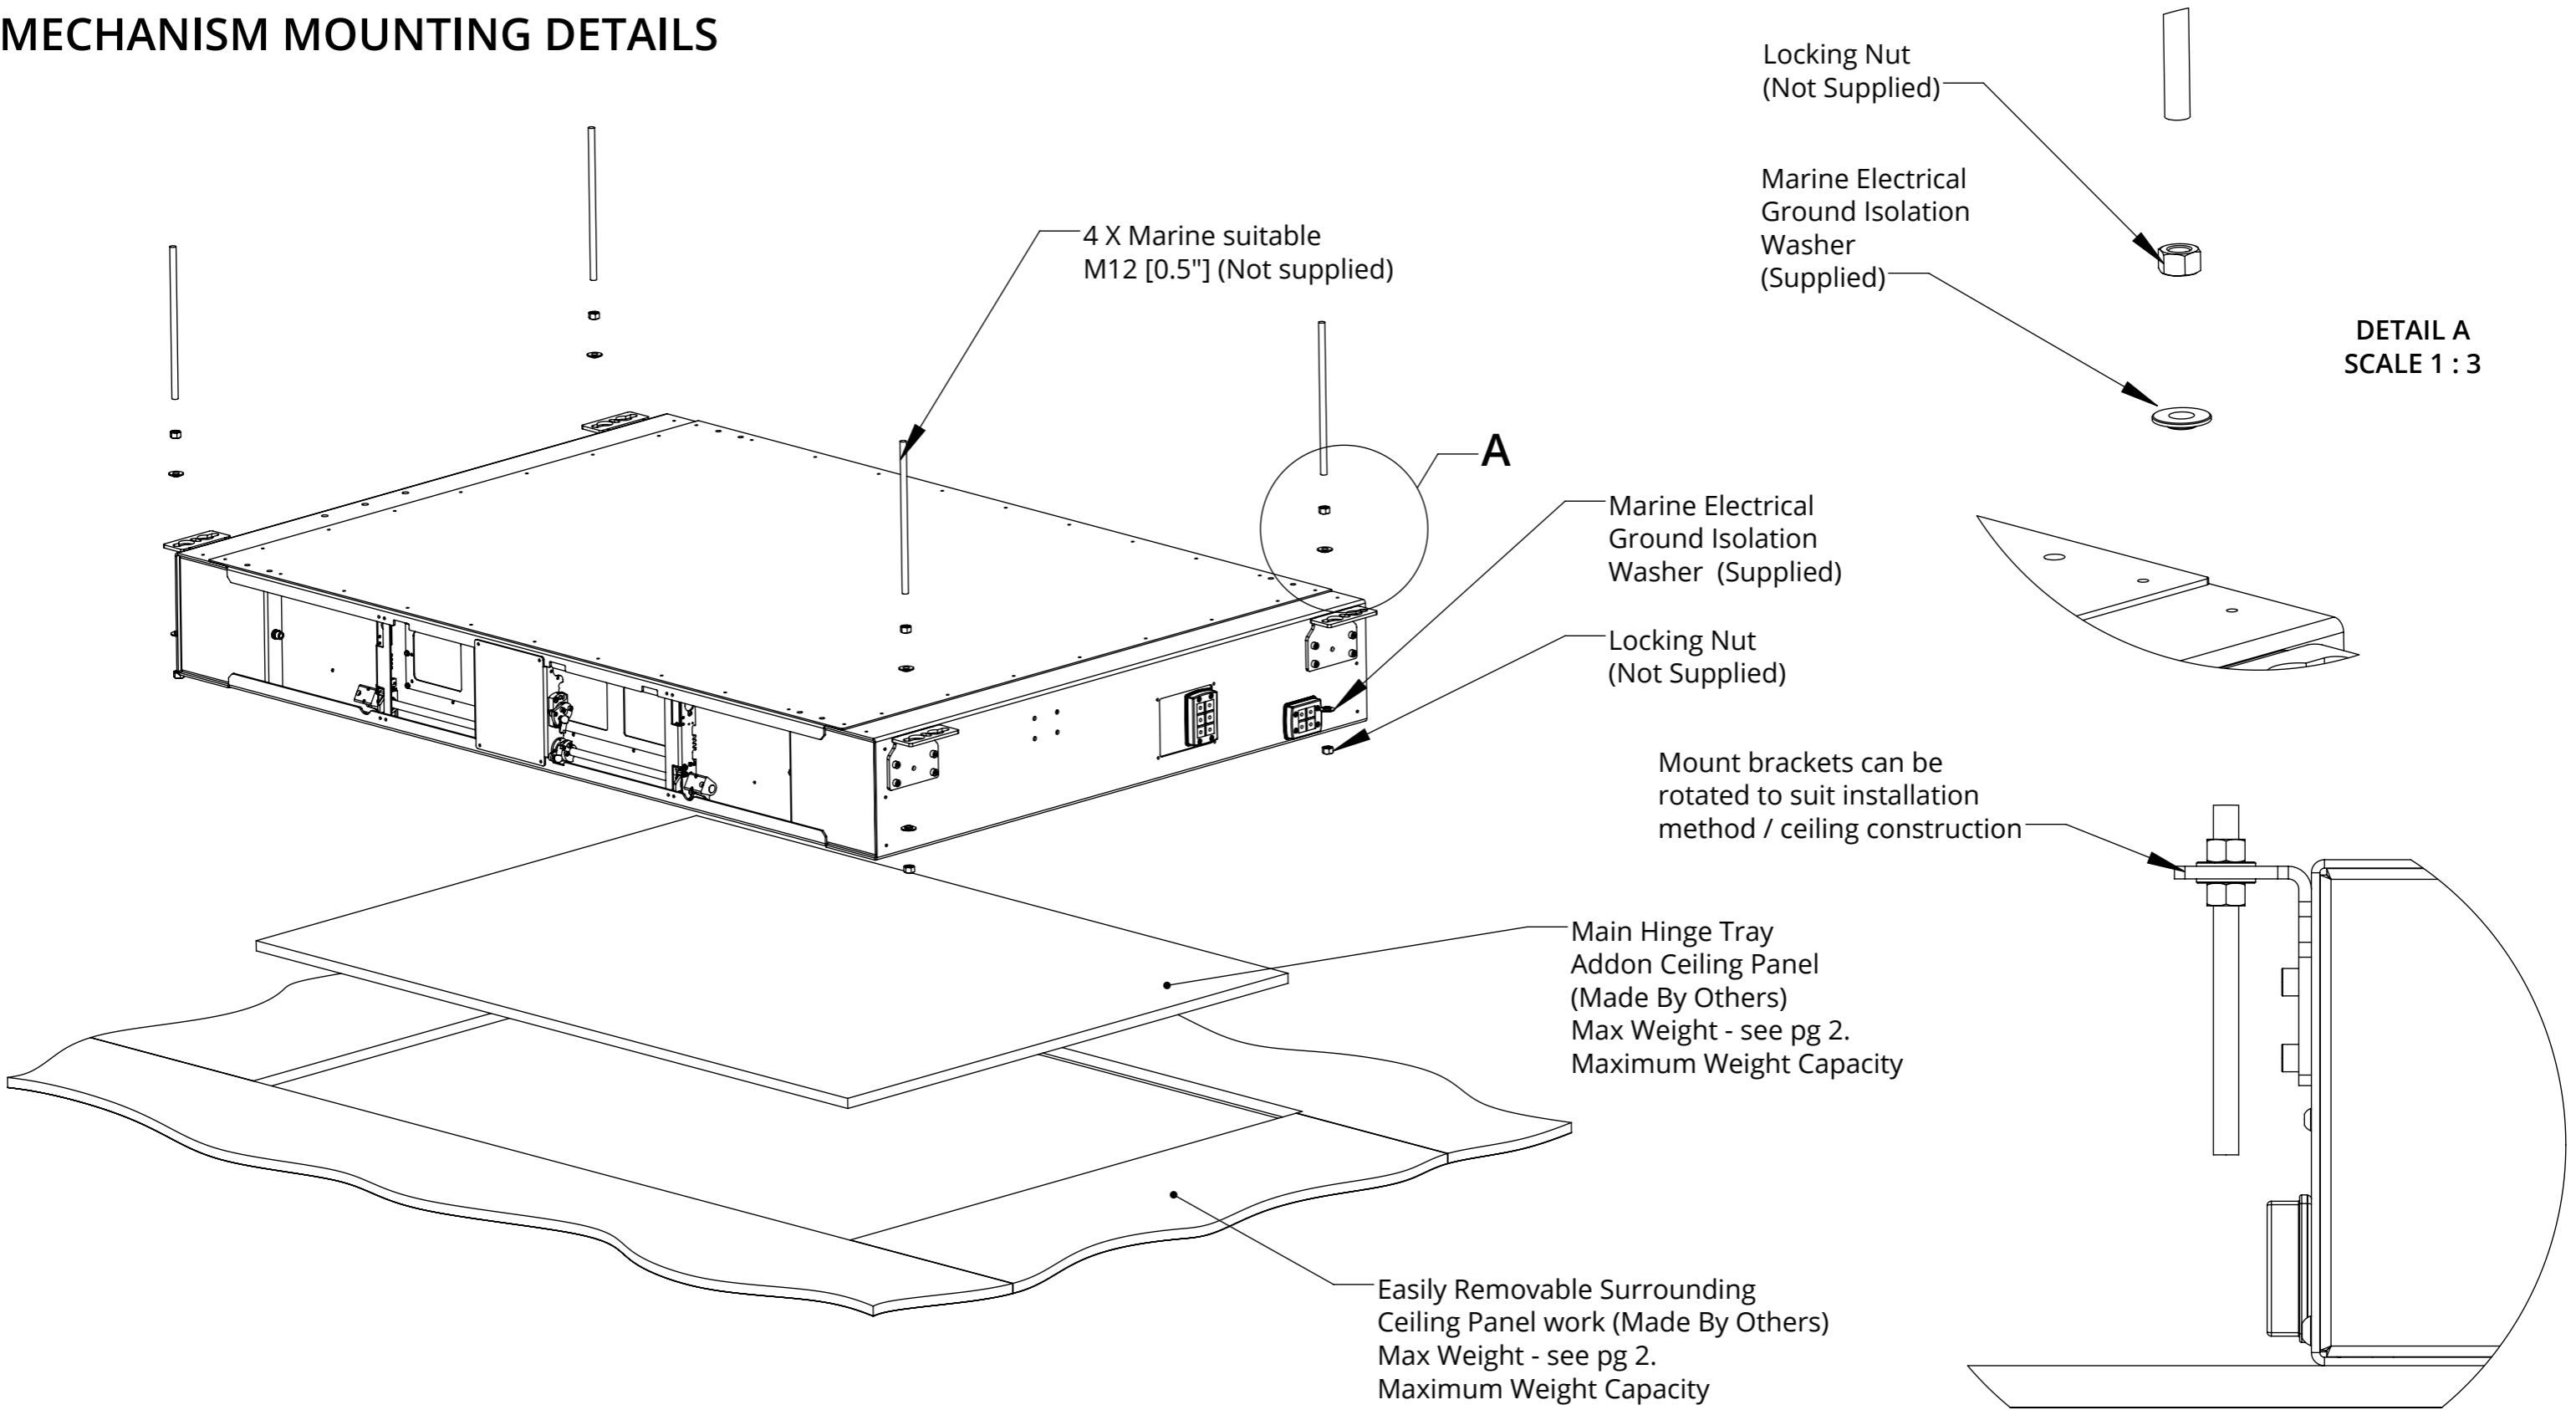 MECHANISM MOUNTING DETAILS
Locking Nut
(Not Supplied)
Marine Electrical
Ground Isolation
Washer
(Supplied)
4 X Marine suitable
M12 [0.5"] (Not supplied)
DETAIL A
SCALE 1 : 3
A
Marine Electrical
Ground Isolation
Washer (Supplied)
Locking Nut
(Not Supplied)
Mount brackets can be
rotated to suit installation
method / ceiling construction
Main Hinge Tray
Addon Ceiling Panel
(Made By Others)
Max Weight - see pg 2.
Maximum Weight Capacity
Easily Removable Surrounding
Ceiling Panel work (Made By Others)
Max Weight - see pg 2.
Maximum Weight Capacity